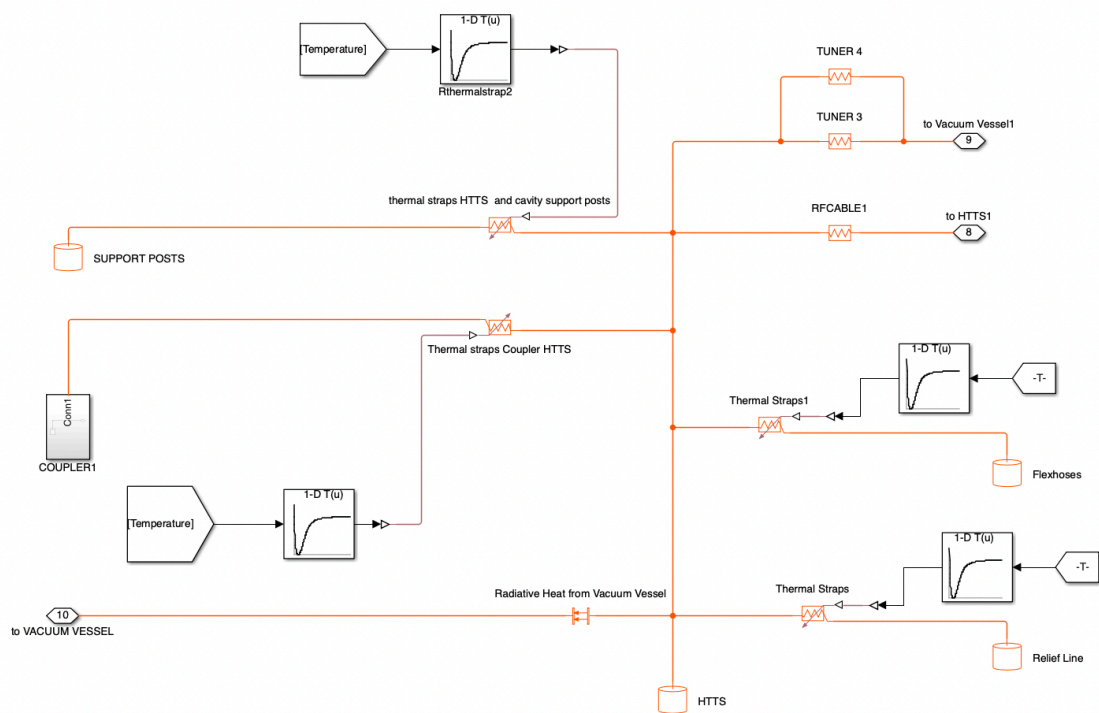 1-D T(u)
[Temperature]
Rthermalstrap2
TUNER 4
TUNER 3
to Vacuum Vessel1
9
thermal straps HTTS  and cavity support posts
RFCABLE1
to HTTS1
8
SUPPORT POSTS
Thermal straps Coupler HTTS
1-D T(u)
-T-
Thermal Straps1
Conn1
COUPLER1
Flexhoses
1-D T(u)
[Temperature]
1-D T(u)
-T-
Thermal Straps
Radiative Heat from Vacuum Vessel
10
to VACUUM VESSEL
Relief Line
HTTS